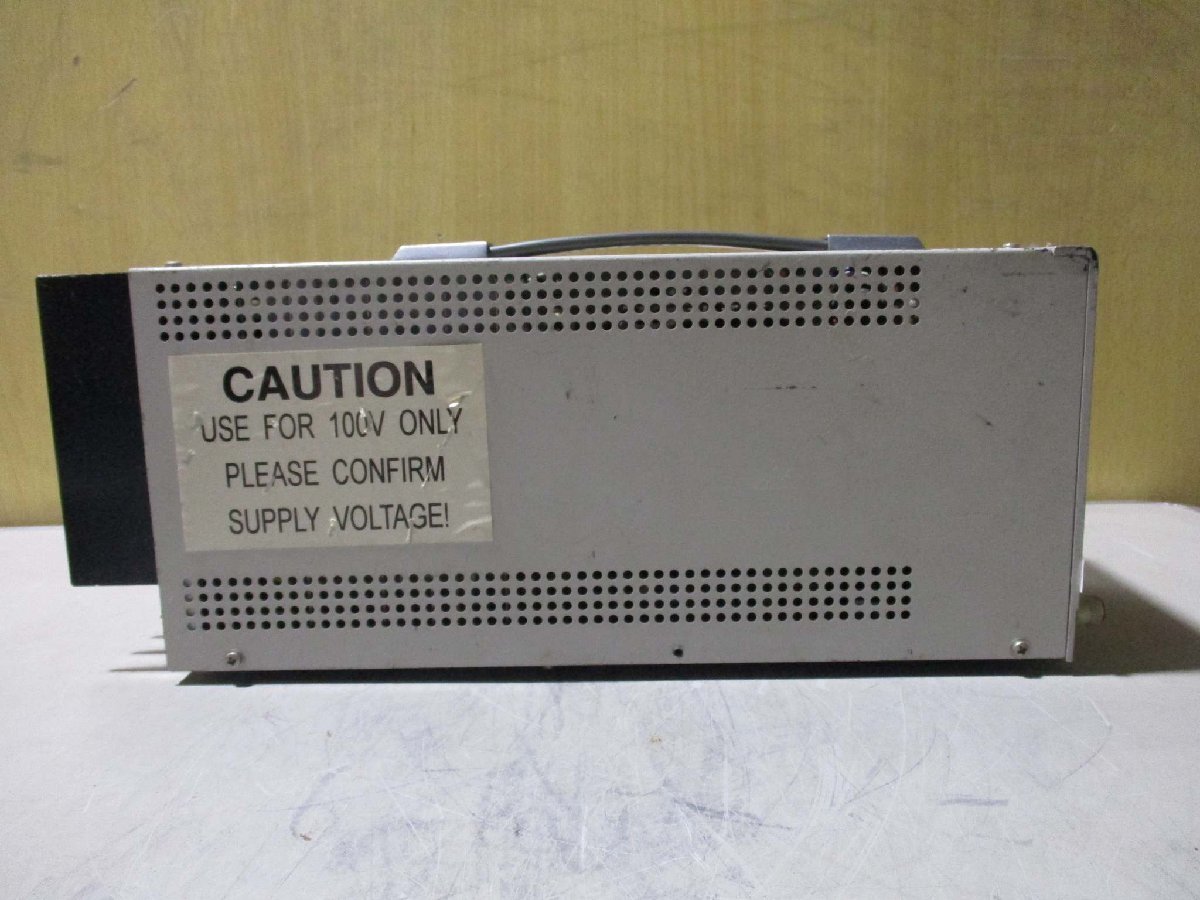 CAUTION
USE FOR 100V ONLY
PLEASE CONFIRM
SUPPLY VOLTAGE!